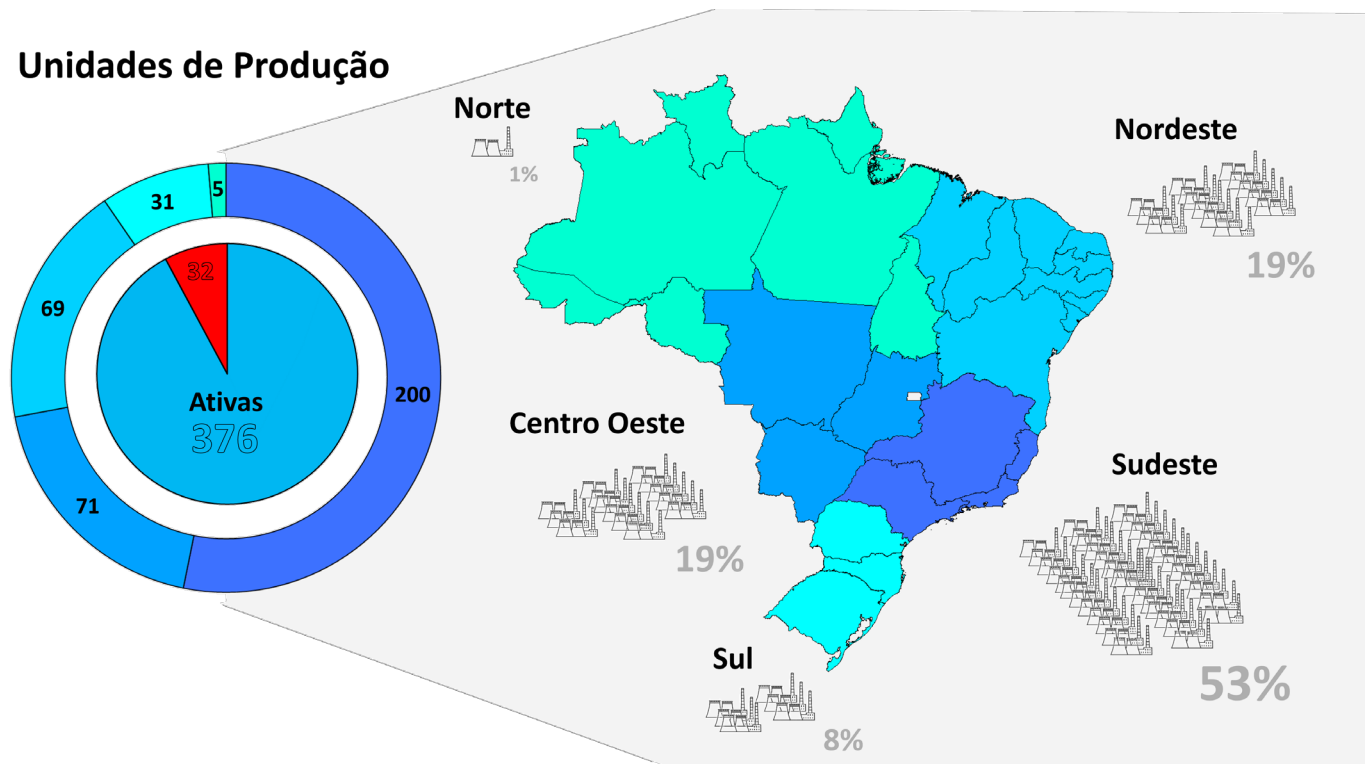 Unidades de Produção
Norte
1%
Nordeste
19%
31
5
32
69
200
Ativas
376
71
Centro Oeste
19%
Sudeste
53%
Sul
8%